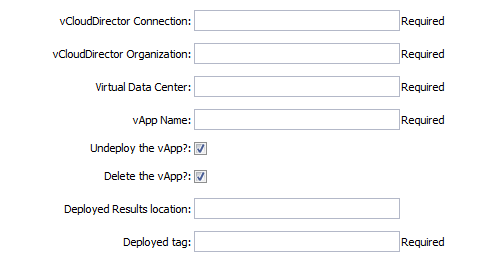 vCloudDirector Connection: Required
vCloudDirector Organization: Required
Virtual Data Center: Required
vApp Name: Required
Undeploy the vApp?:
Delete the vApp?:
Deployed Results location:
Deployed tag: Required